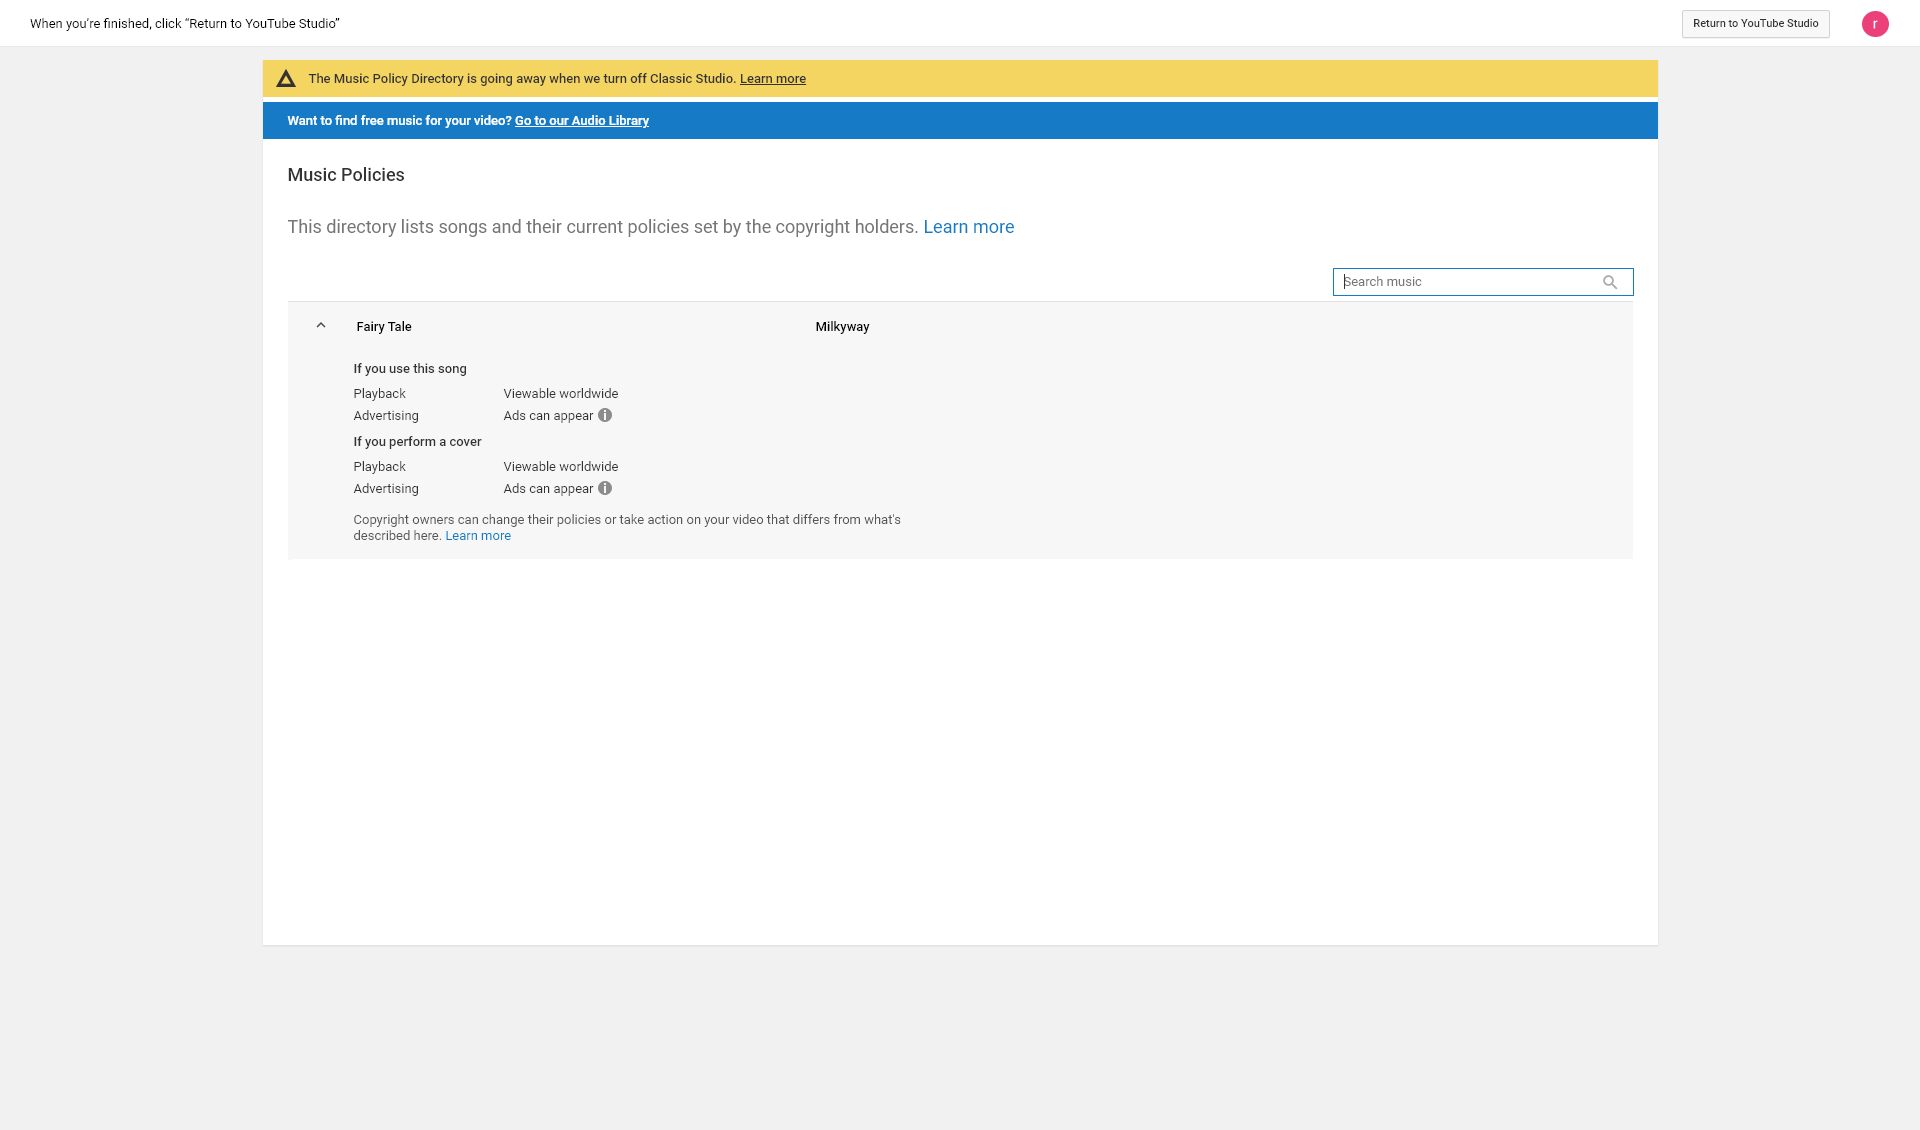 When you’re finished, click “Return to YouTube Studio”
Return to YouTube Studio
r
The Music Policy Directory is going away when we turn off Classic Studio. Learn more
Want to find free music for your video? Go to our Audio Library
Music Policies
This directory lists songs and their current policies set by the copyright holders. Learn more
Search music
Fairy Tale Milkyway
If you use this song
Playback Viewable worldwide
Advertising Ads can appear
If you perform a cover
Playback Viewable worldwide
Advertising Ads can appear
Copyright owners can change their policies or take action on your video that differs from what's
described here. Learn more